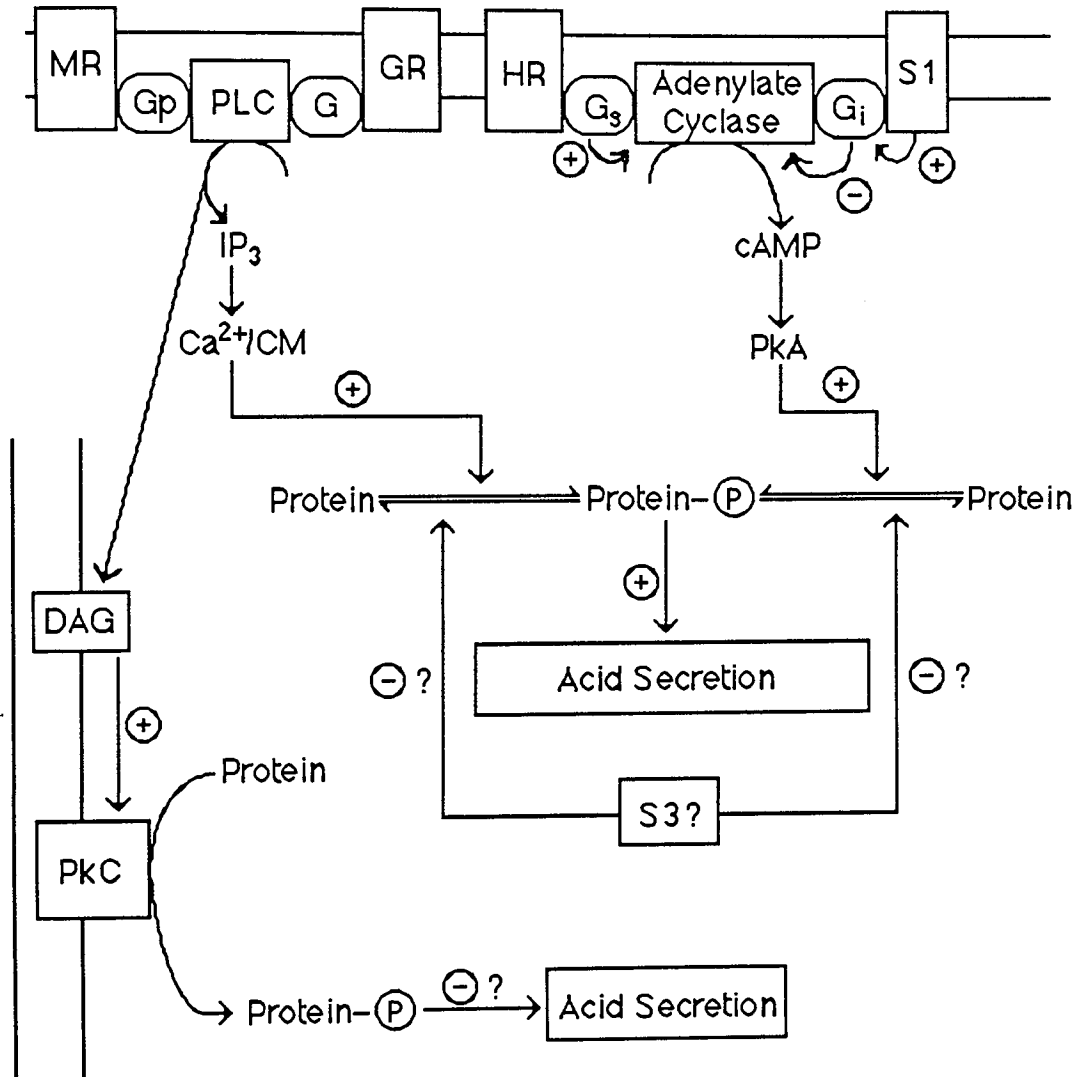 MR
Gp
PLC
G
GR
HR
Gs
Adenylate
Cyclase
Gi
S1
+
-
+
IP3
cAMP
Ca2+/CM
PkA
+
+
Protein
Protein-P
Protein
+
DAG
Acid Secretion
-?
-?
+
Protein
S3?
PkC
Protein-P
-?
Acid Secretion